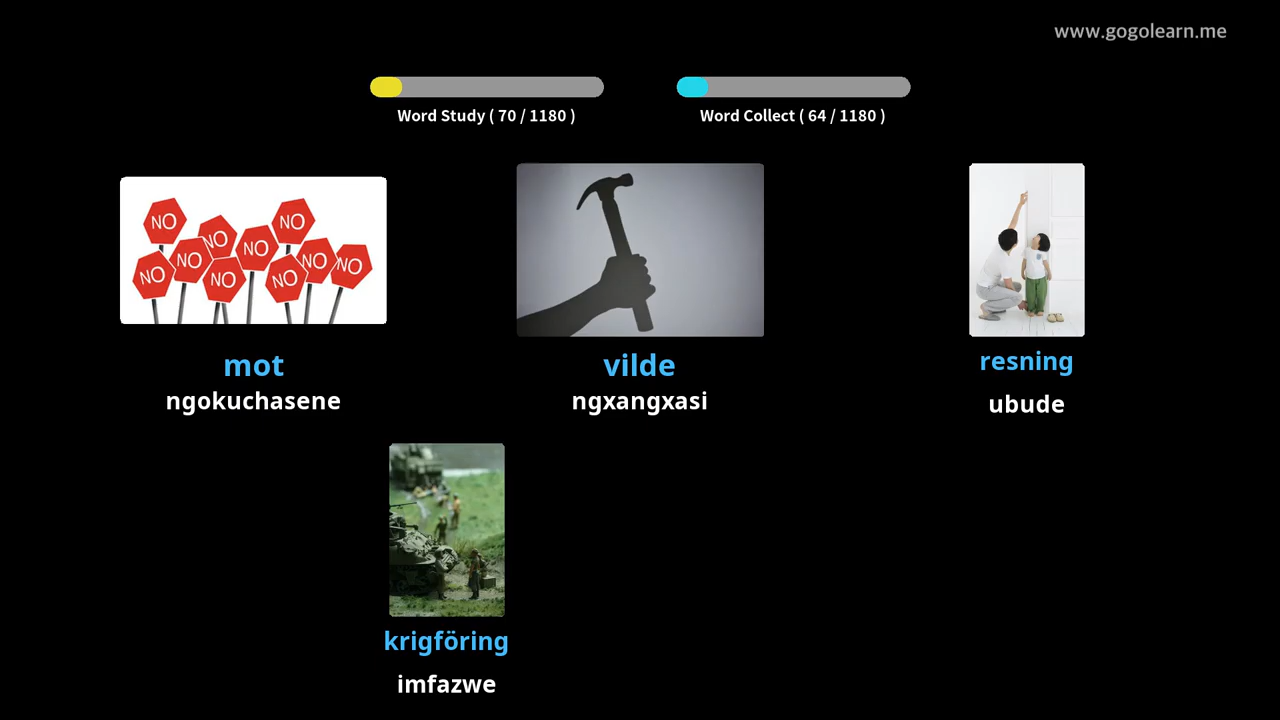 www.gogolearn.me
Word Study ( 70 / 1180 )
Word Collect ( 64 / 1180 )
NO
NO
NO
NO
NO
NO
NO
NO
NO
NO
mot
ngokuchasene
vilde
ngxangxasi
resning
ubude
krigföring
imfazwe